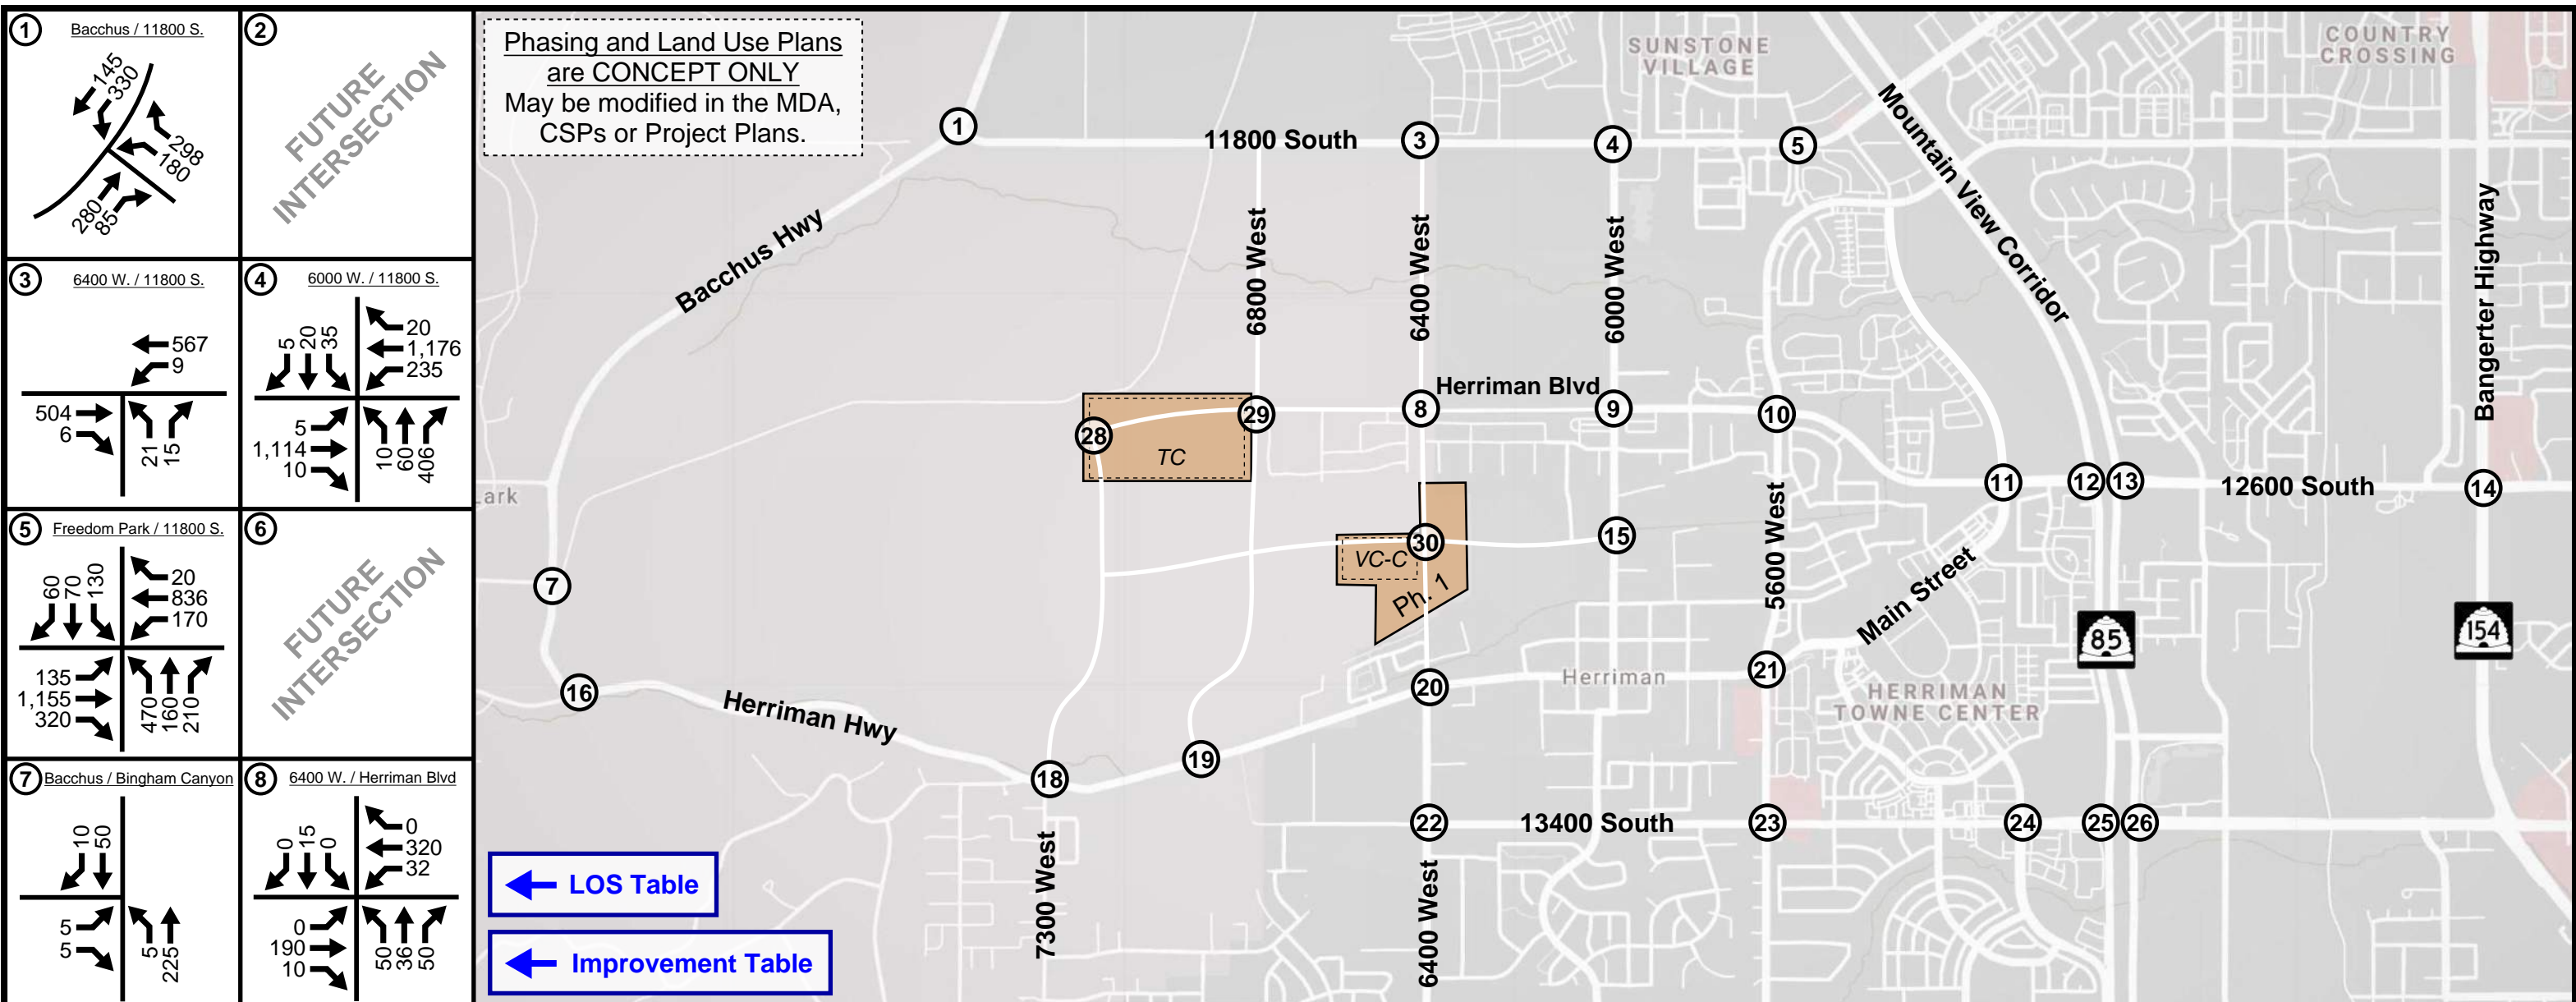 1
Bacchus / 11800 S.
145
330
298
180
280
85
2
FUTURE
INTERSECTION
3
6400 W. / 11800 S.
567
9
504
6
21
15
4
6000 W. / 11800 S.
5
20
35
20
1,176
235
5
1,114
10
10
60
406
5
Freedom Park / 11800 S.
60
70
130
20
836
170
135
1,155
320
470
160
210
6
FUTURE
INTERSECTION
7
Bacchus / Bingham Canyon
10
50
5
5
5
225
8
6400 W. / Herriman Blvd
0
15
0
0
320
32
0
190
10
50
36
50
Phasing and Land Use Plans
are CONCEPT ONLY
May be modified in the MDA,
CSPs or Project Plans.
SUNSTONE
VILLAGE
COUNTRY
CROSSING
1
11800 South
3
4
5
Mountain View Corridor
Bacchus Hwy
6800 West
6400 West
6000 West
Bangerter Highway
Herriman Blvd
28
29
8
9
10
TC
11
12
13
12600 South
14
Lark
30
15
VC-C
Ph. 1
5600 West
Main Street
7
85
154
16
Herriman Hwy
20
Herriman
21
HERRIMAN
TOWNE CENTER
18
19
7300 West
22
13400 South
23
24
25
26
6400 West
LOS Table
Improvement Table